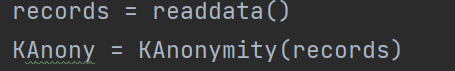 records = readdata()
KAnony = KAnonymity(records)